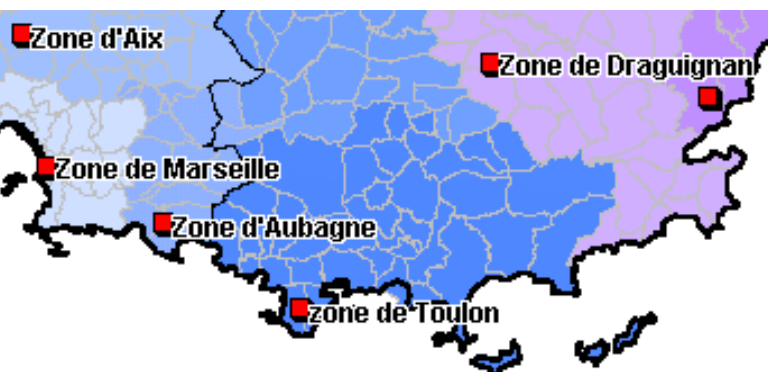 Zone d'Aix
Zone de Draguignan
Zone de Marseille
Zone d'Aubagne
zone de Toulon